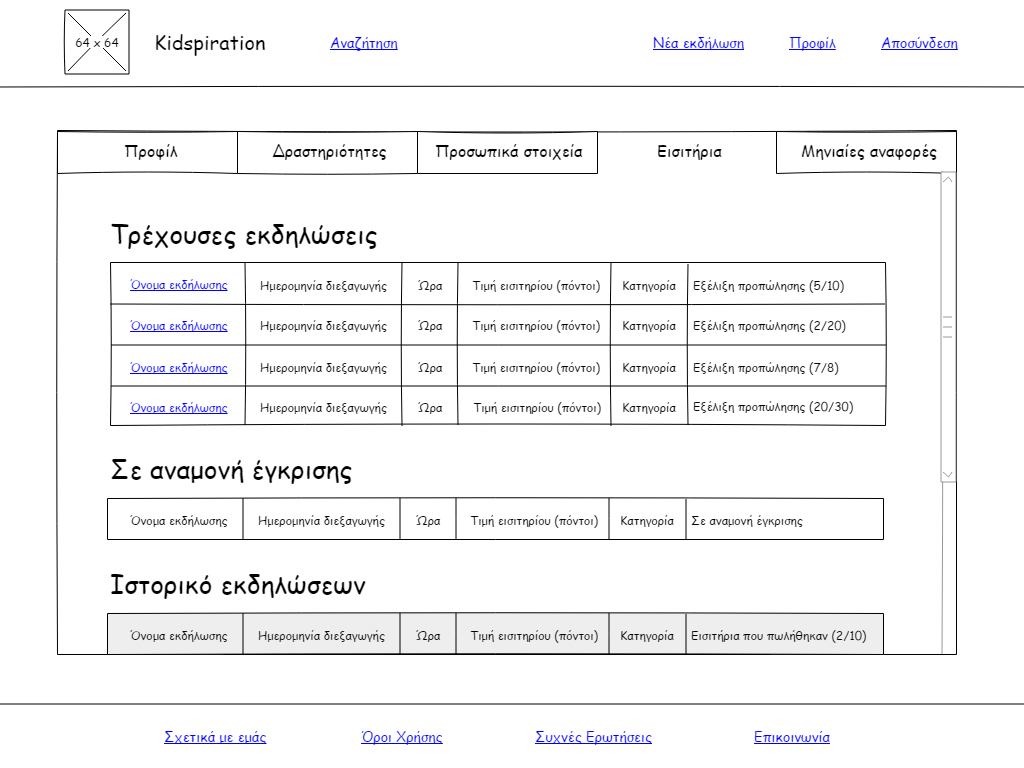 64 x 64 Kidspiration Αναζήτηση Νέα εκδήλωση Προφίλ Αποσύνδεση
Προφίλ Δραστηριότητες Προσωπικά στοιχεία Εισιτήρια Μηνιαίες αναφορές
Τρέχουσες εκδηλώσεις
Όνομα εκδήλωσης Ημερομηνία διεξαγωγής Ώρα Τιμή εισιτηρίου (πόντοι) Κατηγορία Εξέλιξη προπώλησης (5/10)
Όνομα εκδήλωσης Ημερομηνία διεξαγωγής Ώρα Τιμή εισιτηρίου (πόντοι) Κατηγορία Εξέλιξη προπώλησης (2/20)
Όνομα εκδήλωσης Ημερομηνία διεξαγωγής Ώρα Τιμή εισιτηρίου (πόντοι) Κατηγορία Εξέλιξη προπώλησης (7/8)
Όνομα εκδήλωσης Ημερομηνία διεξαγωγής Ώρα Τιμή εισιτηρίου (πόντοι) Κατηγορία Εξέλιξη προπώλησης (20/30)
Σε αναμονή έγκρισης
Όνομα εκδήλωσης Ημερομηνία διεξαγωγής Ώρα Τιμή εισιτηρίου (πόντοι) Κατηγορία Σε αναμονή έγκρισης
Ιστορικό εκδηλώσεων
Όνομα εκδήλωσης Ημερομηνία διεξαγωγής Ώρα Τιμή εισιτηρίου (πόντοι) Κατηγορία Εισιτήρια που πωλήθηκαν (2/10)
Σχετικά με εμάς Όροι Χρήσης Συχνές Ερωτήσεις Επικοινωνία